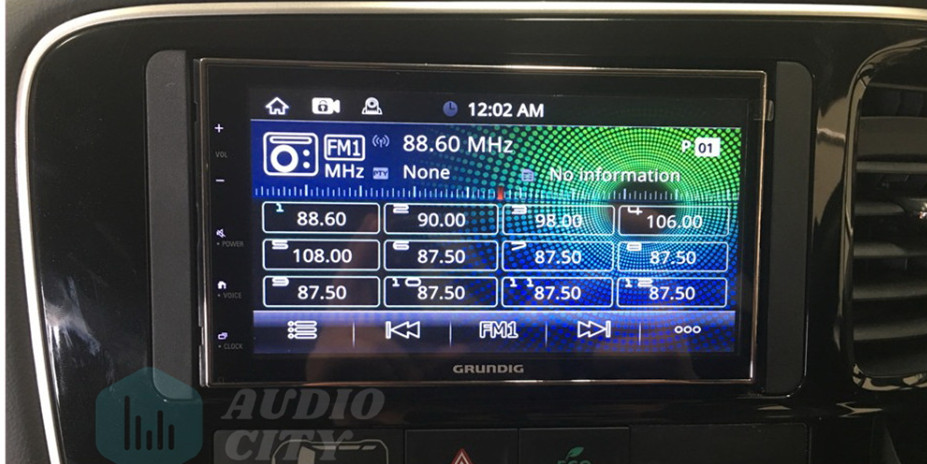 12:02 AM
FM1 88.60 MHz P 01
MHz PTY None No information
1 88.60 2 90.00 3 98.00 4 106.00
5 108.00 6 87.50 7 87.50 8 87.50
9 87.50 10 87.50 11 87.50 12 87.50
FM1
+
VOL
−
• POWER
• VOICE
• CLOCK
GRUNDIG
AUDIO
CITY
ECO